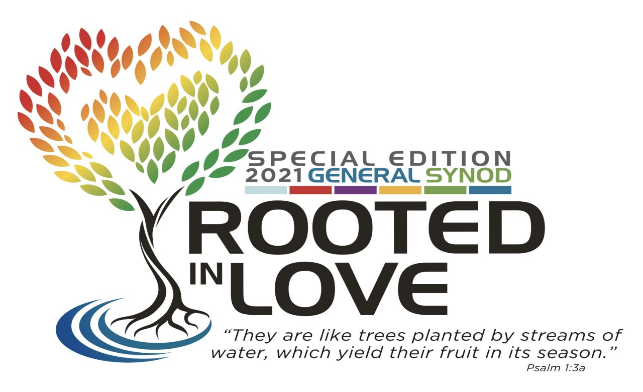 SPECIAL EDITION
2021 GENERAL SYNOD
ROOTED
IN LOVE
“They are like trees planted by streams of
water, which yield their fruit in its season.”
Psalm 1:3a